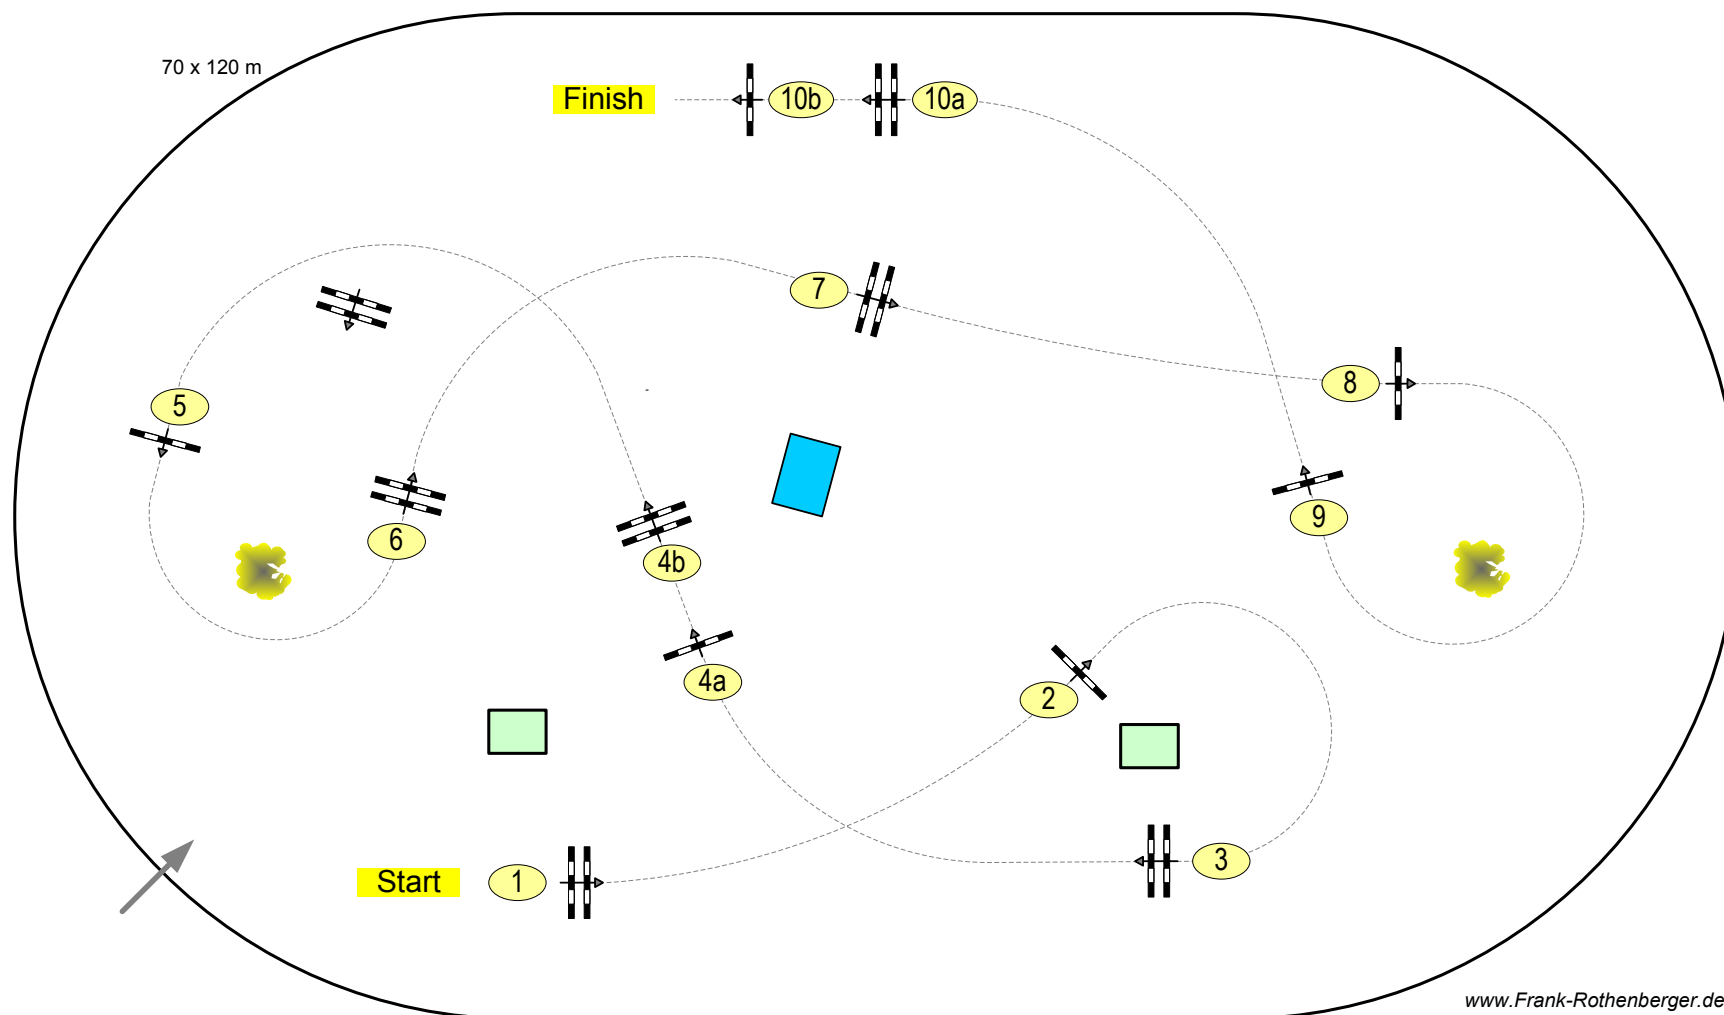 70 x 120 m
Finish
10b
10a
7
8
5
9
6
4b
4a
2
3
Start
1
www.Frank-Rothenberger.de